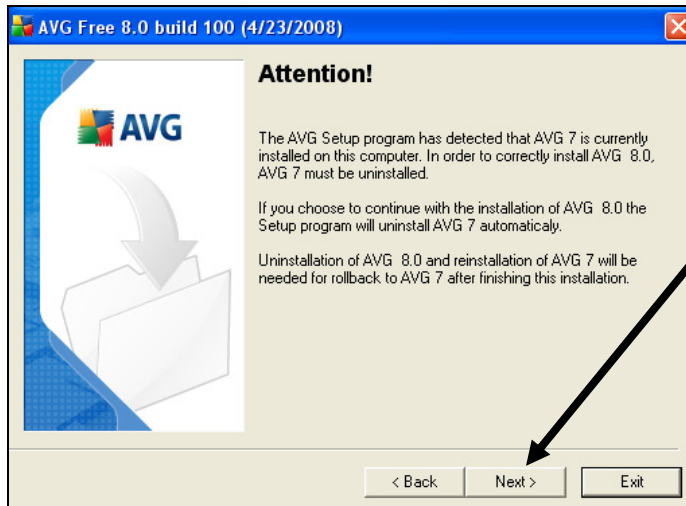 AVG Free 8.0 build 100 (4/23/2008)
AVG
Attention!
The AVG Setup program has detected that AVG 7 is currently
installed on this computer. In order to correctly install AVG 8.0,
AVG 7 must be uninstalled.
If you choose to continue with the installation of AVG 8.0 the
Setup program will uninstall AVG 7 automaticaly.
Uninstallation of AVG 8.0 and reinstallation of AVG 7 will be
needed for rollback to AVG 7 after finishing this installation.
< Back Next > Exit